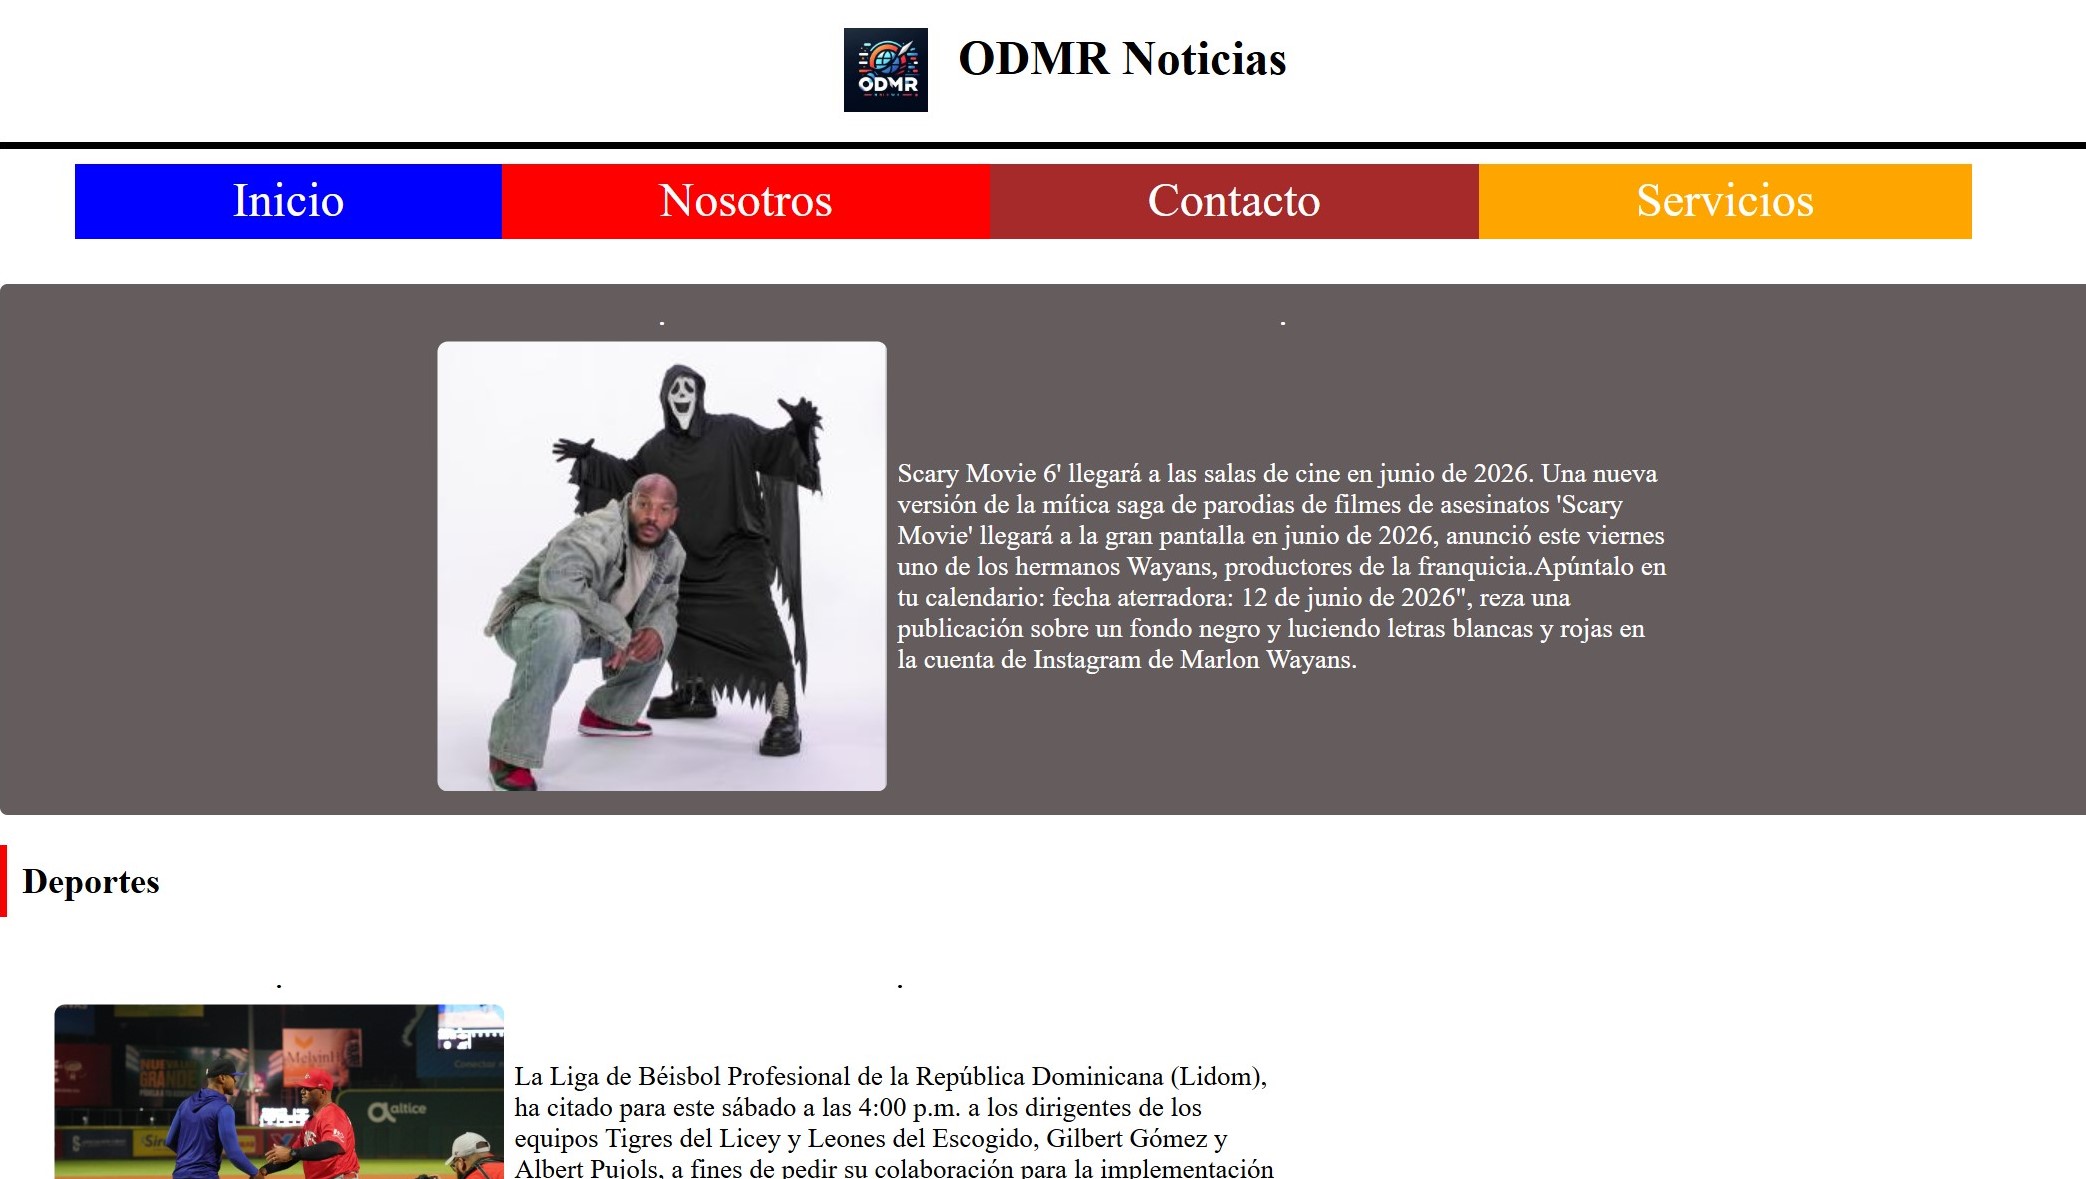 ODMR
ODMR Noticias
Inicio
Nosotros
Contacto
Servicios
.
.
Scary Movie 6' llegará a las salas de cine en junio de 2026. Una nueva
versión de la mítica saga de parodias de filmes de asesinatos 'Scary
Movie' llegará a la gran pantalla en junio de 2026, anunció este viernes
uno de los hermanos Wayans, productores de la franquicia.Apúntalo en
tu calendario: fecha aterradora: 12 de junio de 2026", reza una
publicación sobre un fondo negro y luciendo letras blancas y rojas en
la cuenta de Instagram de Marlon Wayans.
Deportes
.
.
NUEVA
GRANDE
altice
La Liga de Béisbol Profesional de la República Dominicana (Lidom),
ha citado para este sábado a las 4:00 p.m. a los dirigentes de los
equipos Tigres del Licey y Leones del Escogido, Gilbert Gómez y
Albert Pujols, a fines de pedir su colaboración para la implementación